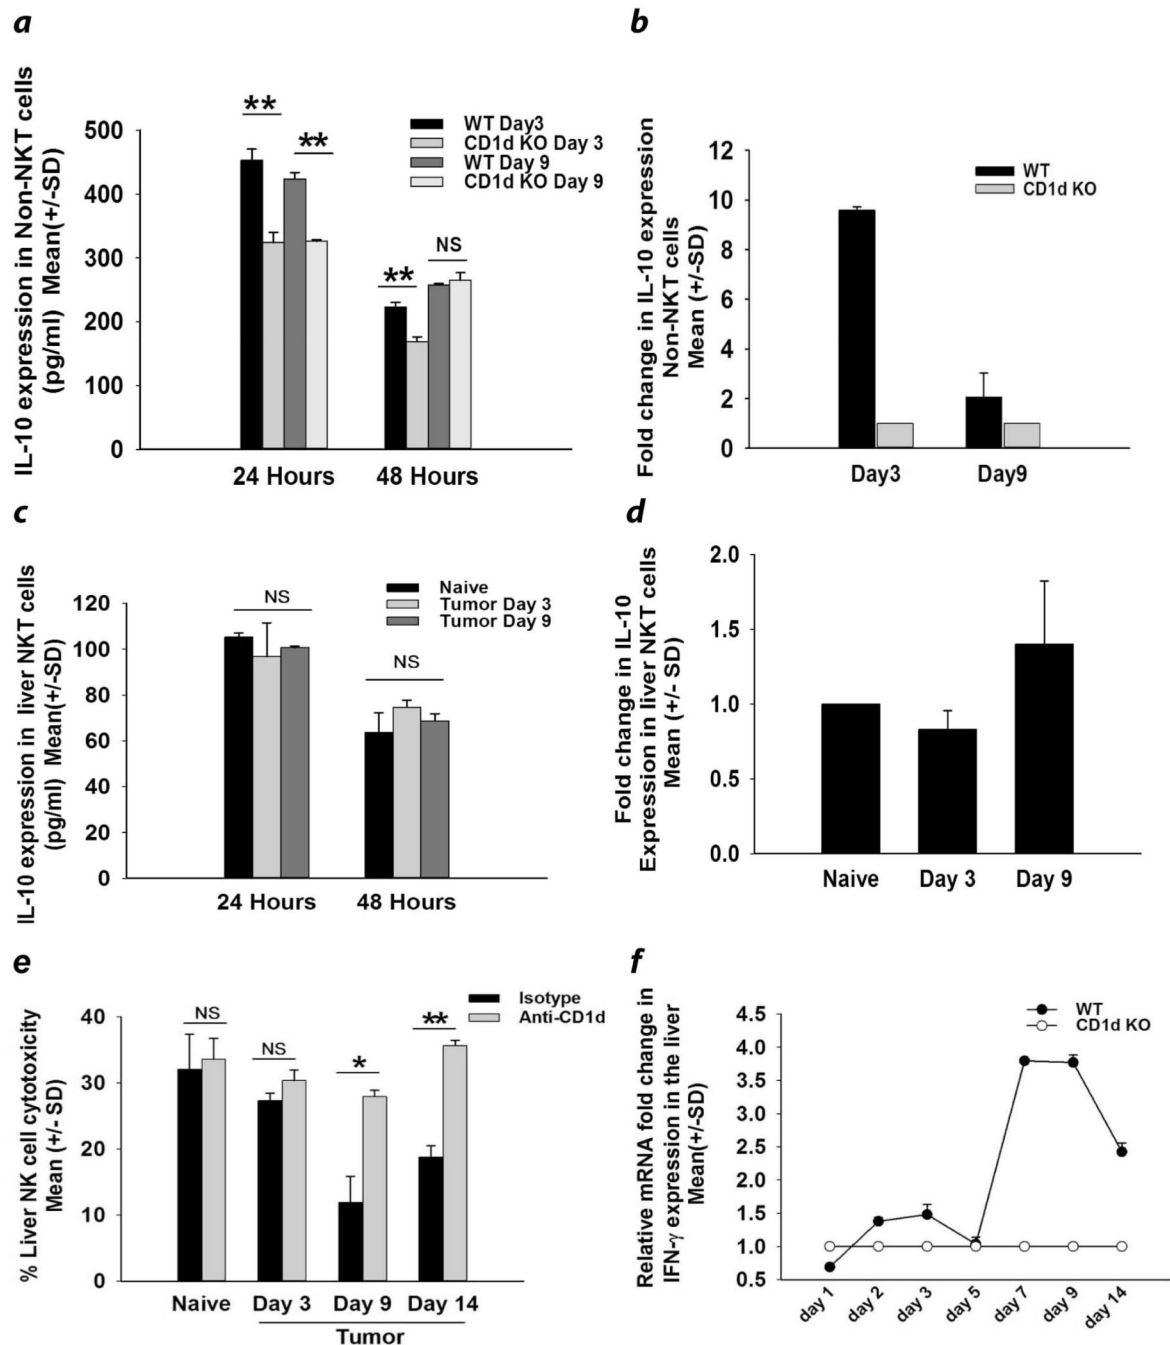 a
IL-10 expression in Non-NKT cells
(pg/ml) Mean(+/-SD)
500
400
300
200
100
0
**
**
**
NS
WT Day3
CD1d KO Day 3
WT Day 9
CD1d KO Day 9
24 Hours
48 Hours
b
Fold change in IL-10 expression
Non-NKT cells
Mean (+/-SD)
12
10
8
6
4
2
0
WT
CD1d KO
Day3
Day9
c
IL-10 expression in liver NKT cells
(pg/ml) Mean(+/-SD)
120
100
80
60
40
20
0
NS
NS
Naive
Tumor Day 3
Tumor Day 9
24 Hours
48 Hours
d
Fold change in IL-10
Expression in liver NKT cells
Mean (+/- SD)
2.0
1.5
1.0
0.5
0.0
Naive
Day 3
Day 9
e
% Liver NK cell cytotoxicity
Mean (+/- SD)
40
30
20
10
0
NS
NS
*
**
Isotype
Anti-CD1d
Naive
Day 3
Day 9
Day 14
Tumor
f
Relative mRNA fold change in
IFN-γ expression in the liver
Mean(+/-SD)
4.5
4.0
3.5
3.0
2.5
2.0
1.5
1.0
0.5
WT
CD1d KO
day 1
day 2
day 3
day 5
day 7
day 9
day 14